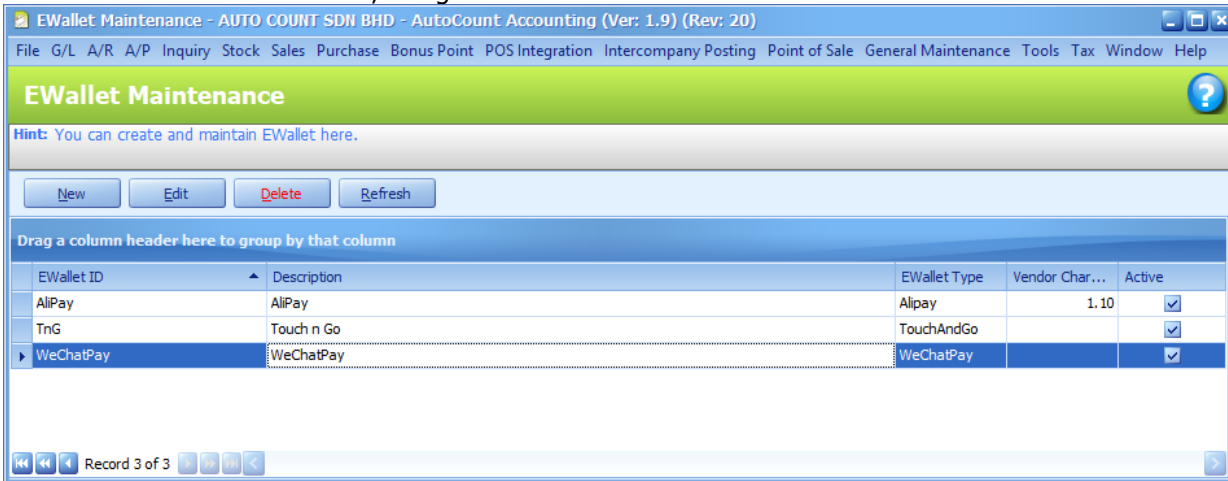 EWallet Maintenance - AUTO COUNT SDN BHD - AutoCount Accounting (Ver: 1.9) (Rev: 20)
File G/L A/R A/P Inquiry Stock Sales Purchase Bonus Point POS Integration Intercompany Posting Point of Sale General Maintenance Tools Tax Window Help
EWallet Maintenance
Hint: You can create and maintain EWallet here.
New Edit Delete Refresh
Drag a column header here to group by that column
EWallet ID Description EWallet Type Vendor Char... Active
AliPay AliPay Alipay 1.10
TnG Touch n Go TouchAndGo
WeChatPay WeChatPay WeChatPay
Record 3 of 3